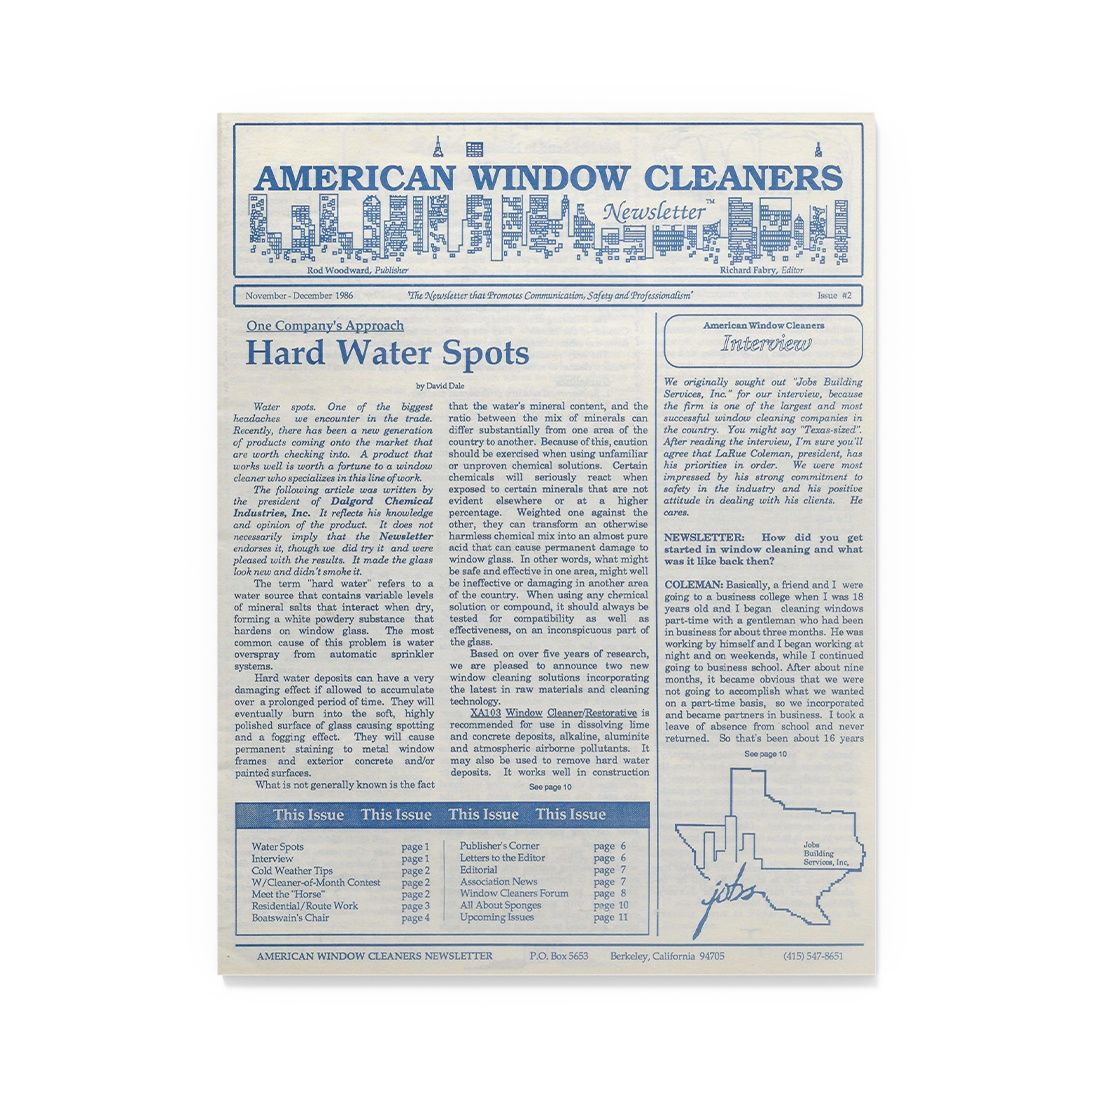 AMERICAN WINDOW CLEANERS
Newsletter™
Rod Woodward, Publisher
Richard Fabry, Editor
November - December 1986
"The Newsletter that Promotes Communication, Safety and Professionalism"
Issue #2
One Company's Approach
Hard Water Spots
by David Dale
Water spots. One of the biggest
headaches we encounter in the trade.
Recently, there has been a new generation
of products coming onto the market that
are worth checking into. A product that
works well is worth a fortune to a window
cleaner who specializes in this line of work.
The following article was written by
the president of Dalgord Chemical
Industries, Inc. It reflects his knowledge
and opinion of the product. It does not
necessarily imply that the Newsletter
endorses it, though we did try it and were
pleased with the results. It made the glass
look new and didn't smoke it.
The term "hard water" refers to a
water source that contains variable levels
of mineral salts that interact when dry,
forming a white powdery substance that
hardens on window glass. The most
common cause of this problem is water
overspray from automatic sprinkler
systems.
Hard water deposits can have a very
damaging effect if allowed to accumulate
over a prolonged period of time. They will
eventually burn into the soft, highly
polished surface of glass causing spotting
and a fogging effect. They will cause
permanent staining to metal window
frames and exterior concrete and/or
painted surfaces.
What is not generally known is the fact
that the water's mineral content, and the
ratio between the mix of minerals can
differ substantially from one area of the
country to another. Because of this, caution
should be exercised when using unfamiliar
or unproven chemical solutions. Certain
chemicals will seriously react when
exposed to certain minerals that are not
evident elsewhere or at a higher
percentage. Weighted one against the
other, they can transform an otherwise
harmless chemical mix into an almost pure
acid that can cause permanent damage to
window glass. In other words, what might
be safe and effective in one area, might well
be ineffective or damaging in another area
of the country. When using any chemical
solution or compound, it should always be
tested for compatibility as well as
effectiveness, on an inconspicuous part of
the glass.
Based on over five years of research,
we are pleased to announce two new
window cleaning solutions incorporating
the latest in raw materials and cleaning
technology.
XA103 Window Cleaner/Restorative is
recommended for use in dissolving lime
and concrete deposits, alkaline, aluminite
and atmospheric airborne pollutants. It
may also be used to remove hard water
deposits. It works well in construction
See page 10
American Window Cleaners
Interview
We originally sought out "Jobs Building
Services, Inc." for our interview, because
the firm is one of the largest and most
successful window cleaning companies in
the country. You might say "Texas-sized".
After reading the interview, I'm sure you'll
agree that LaRue Coleman, president, has
his priorities in order. We were most
impressed by his strong commitment to
safety in the industry and his positive
attitude in dealing with his clients. He
cares.
NEWSLETTER: How did you get
started in window cleaning and what
was it like back then?
COLEMAN: Basically, a friend and I were
going to a business college when I was 18
years old and I began cleaning windows
part-time with a gentleman who had been
in business for about three months. He was
working by himself and I began working at
night and on weekends, while I continued
going to business school. After about nine
months, it became obvious that we were
not going to accomplish what we wanted
on a part-time basis, so we incorporated
and became partners in business. I took a
leave of absence from school and never
returned. So that's been about 16 years
See page 10
Jobs
Building
Services, Inc,
jobs
This Issue This Issue This Issue This Issue
Water Spots page 1
Interview page 1
Cold Weather Tips page 2
W/Cleaner-of-Month Contest page 2
Meet the "Horse" page 2
Residential/Route Work page 3
Boatswain's Chair page 4
Publisher's Corner page 6
Letters to the Editor page 6
Editorial page 7
Association News page 7
Window Cleaners Forum page 8
All About Sponges page 10
Upcoming Issues page 11
AMERICAN WINDOW CLEANERS NEWSLETTER P.O. Box 5653 Berkeley, California 94705 (415) 547-8651